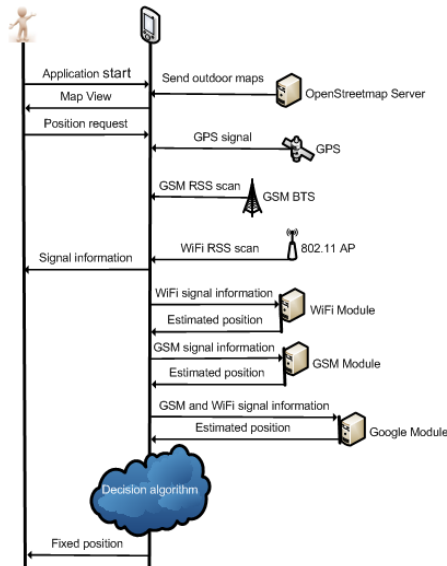 Application start
Send outdoor maps
OpenStreetmap Server
Map View
Position request
GPS signal
GPS
GSM RSS scan
GSM BTS
WiFi RSS scan
802.11 AP
Signal information
WiFi signal information
WiFi Module
Estimated position
GSM signal information
GSM Module
Estimated position
GSM and WiFi signal information
Estimated position
Google Module
Decision algorithm
Fixed position